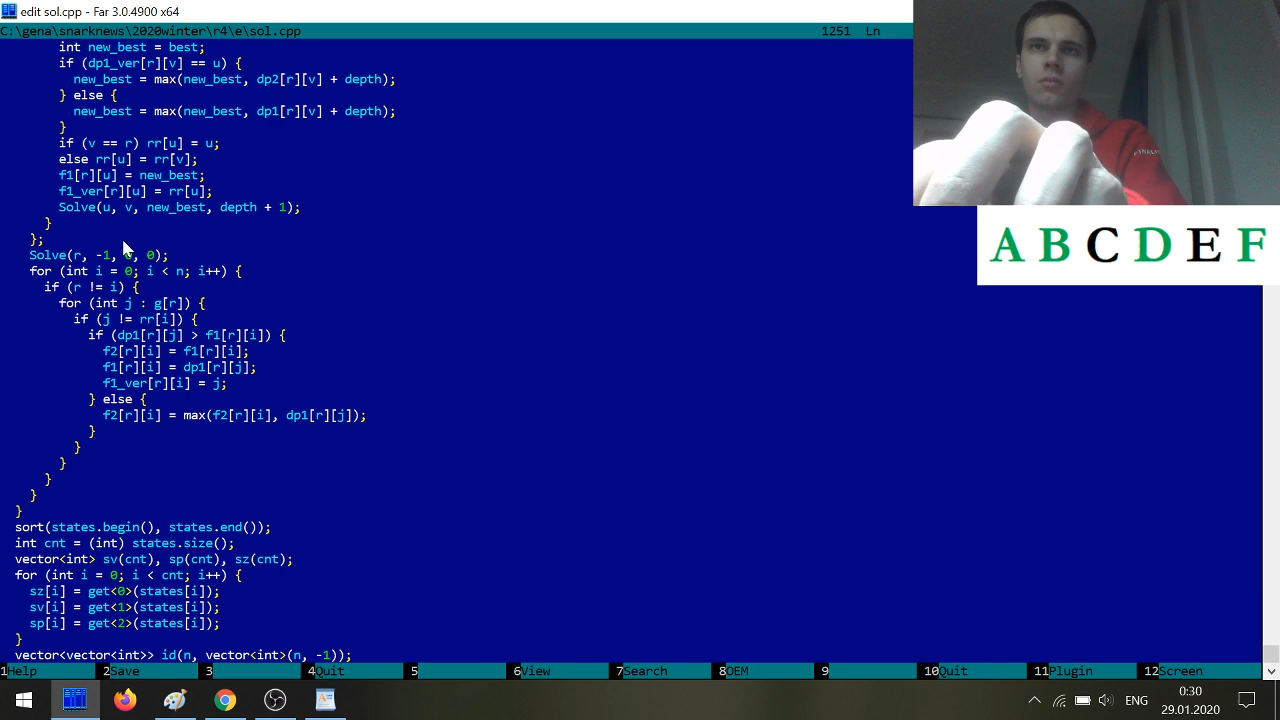 edit sol.cpp - Far 3.0.4900 x64
C:\gena\snarknews\2020winter\r4\e\sol.cpp 1251 Ln
int new_best = best;
if (dp1_ver[r][v] == u) {
new_best = max(new_best, dp2[r][v] + depth);
} else {
new_best = max(new_best, dp1[r][v] + depth);
}
if (v == r) rr[u] = u;
else rr[u] = rr[v];
f1[r][u] = new_best;
f1_ver[r][u] = rr[u];
Solve(u, v, new_best, depth + 1);
}
};
Solve(r, -1, 0, 0);
for (int i = 0; i < n; i++) {
if (r != i) {
for (int j : g[r]) {
if (j != rr[i]) {
if (dp1[r][j] > f1[r][i]) {
f2[r][i] = f1[r][i];
f1[r][i] = dp1[r][j];
f1_ver[r][i] = j;
} else {
f2[r][i] = max(f2[r][i], dp1[r][j]);
}
}
}
}
}
}
sort(states.begin(), states.end());
int cnt = (int) states.size();
vector<int> sv(cnt), sp(cnt), sz(cnt);
for (int i = 0; i < cnt; i++) {
sz[i] = get<0>(states[i]);
sv[i] = get<1>(states[i]);
sp[i] = get<2>(states[i]);
}
vector<vector<int>> id(n, vector<int>(n, -1));
1Help 2Save 3 4Quit 5 6View 7Search 8OEM 9 10Quit 11Plugin 12Screen
A B C D E F
ENG
0:30
29.01.2020